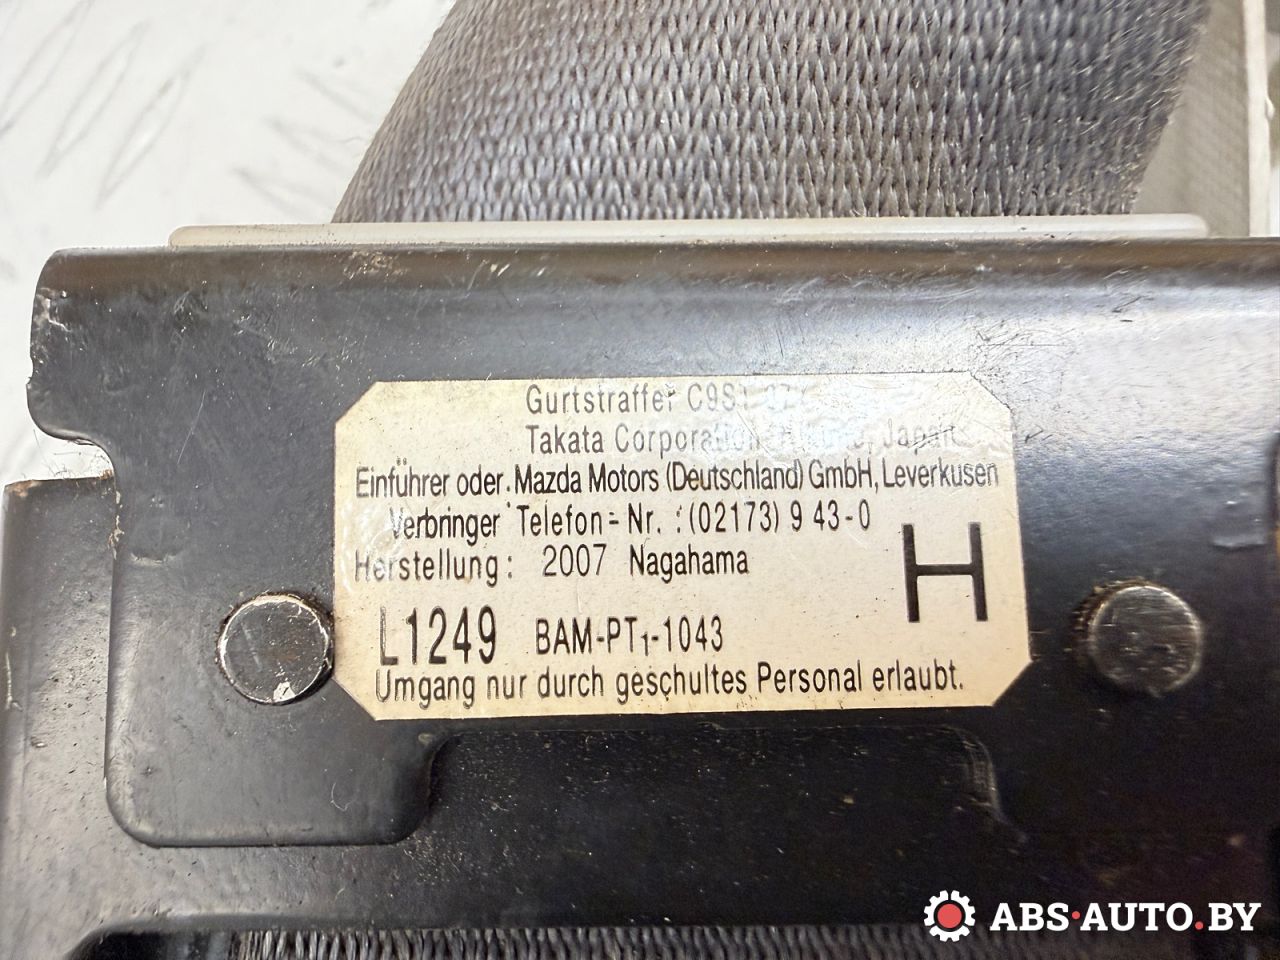 Gurtstraffer
Takata Corporation, Japan
Einführer oder Mazda Motors (Deutschland) GmbH, Leverkusen
Verbringer Telefon-Nr. : (02173) 9 43-0
Herstellung: 2007 Nagahama
H
L1249 BAM-PT1-1043
Umgang nur durch geschultes Personal erlaubt.
ABS·AUTO.BY